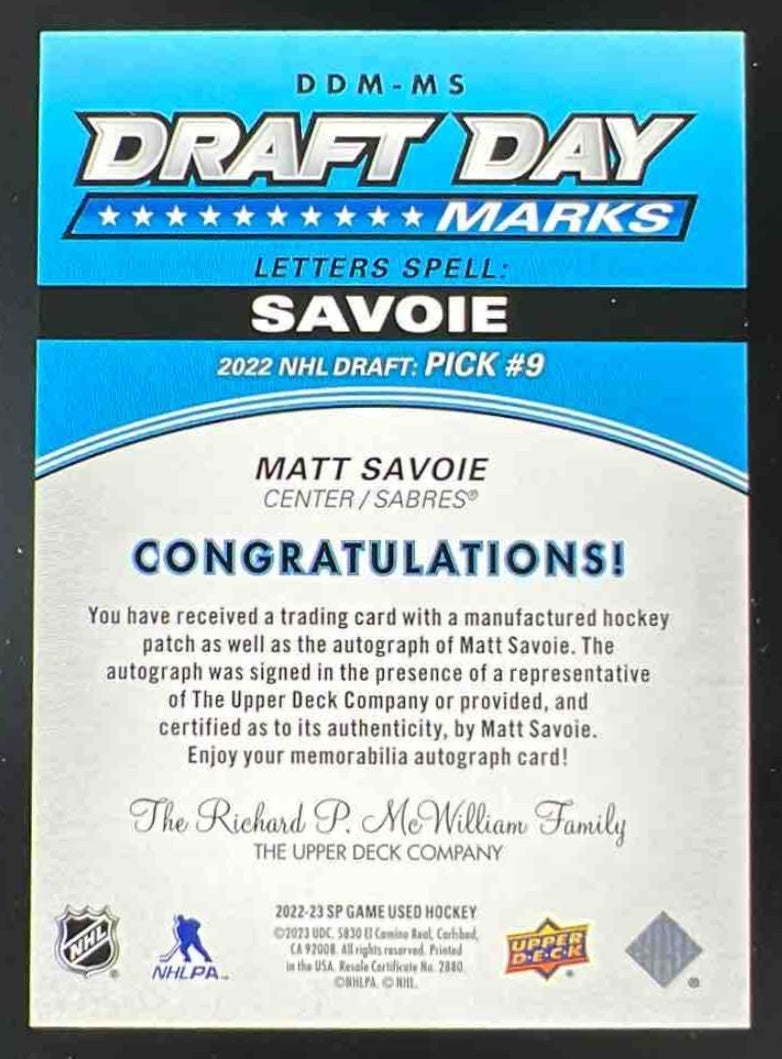 DDM-MS
DRAFT DAY
MARKS
LETTERS SPELL:
SAVOIE
2022 NHL DRAFT: PICK #9
MATT SAVOIE
CENTER / SABRES®
CONGRATULATIONS!
You have received a trading card with a manufactured hockey
patch as well as the autograph of Matt Savoie. The
autograph was signed in the presence of a representative
of The Upper Deck Company or provided, and
certified as to its authenticity, by Matt Savoie.
Enjoy your memorabilia autograph card!
The Richard P. McWilliam Family
THE UPPER DECK COMPANY
2022-23 SP GAME USED HOCKEY
©2023 UDC, 5830 El Camino Real, Carlsbad,
CA 92008. All rights reserved. Printed
in the USA. Resale Certificate No. 2880.
©NHLPA. © NHL.
NHL ®
NHLPA™
UPPER
D·E·C·K ®
®